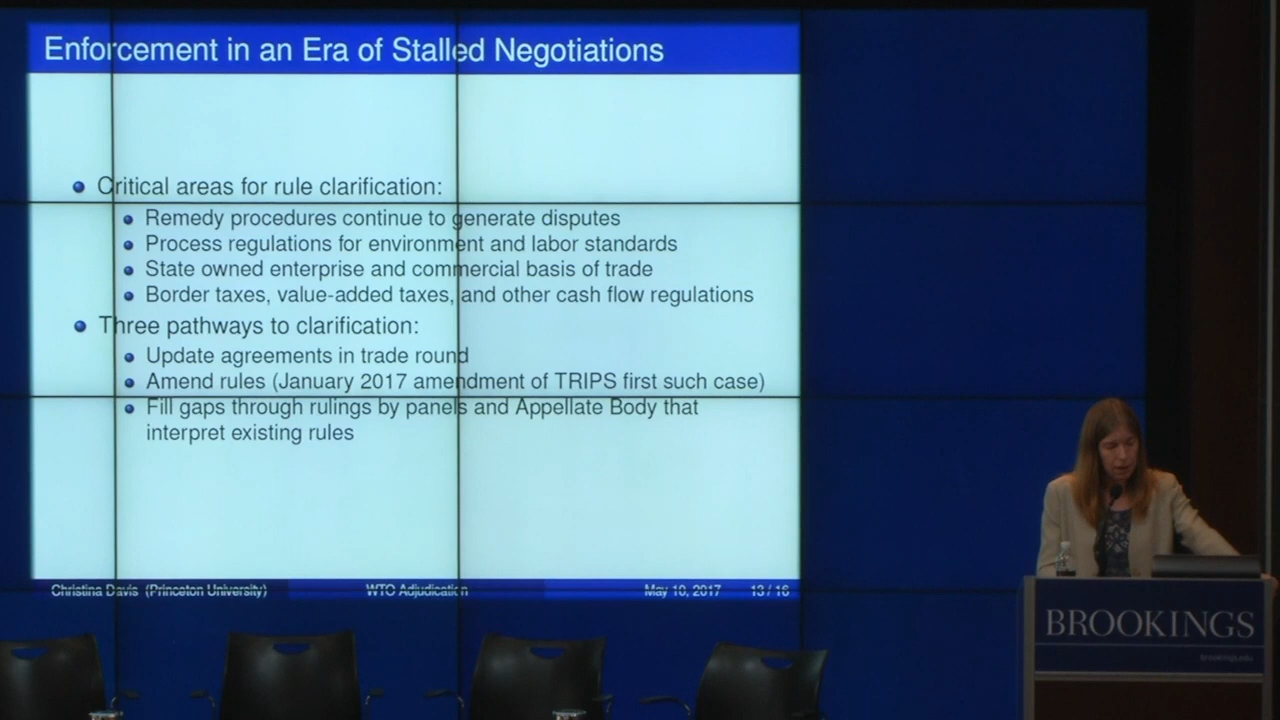 Enforcement in an Era of Stalled Negotiations
Critical areas for rule clarification:
Remedy procedures continue to generate disputes
Process regulations for environment and labor standards
State owned enterprise and commercial basis of trade
Border taxes, value-added taxes, and other cash flow regulations
Three pathways to clarification:
Update agreements in trade round
Amend rules (January 2017 amendment of TRIPS first such case)
Fill gaps through rulings by panels and Appellate Body that
interpret existing rules
Christina Davis (Princeton University) WTO Adjudication May 10, 2017 13 / 16
BROOKINGS
brookings.edu